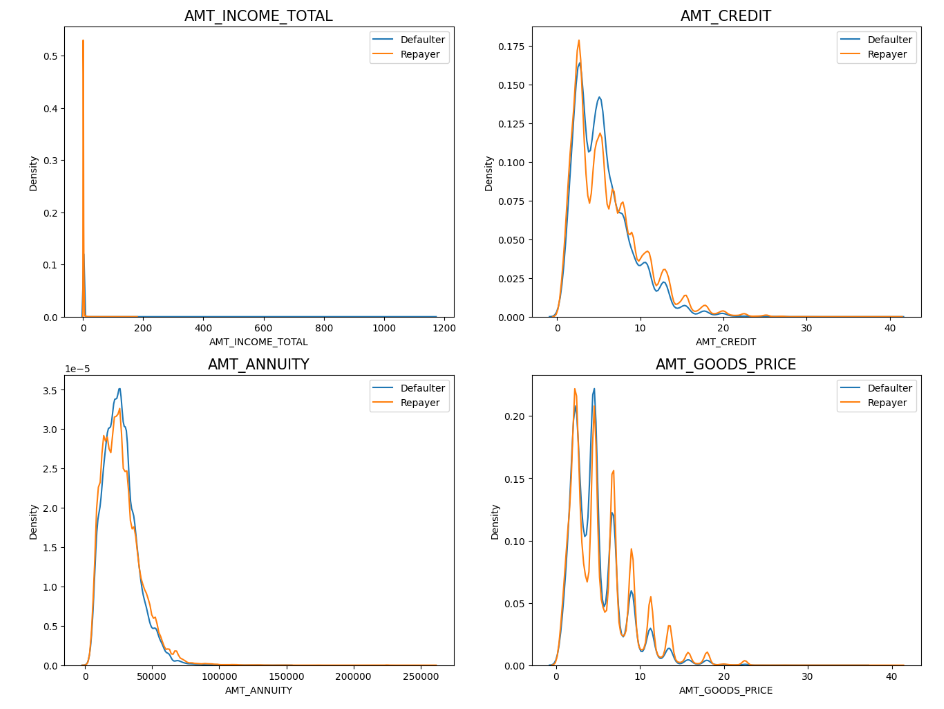 AMT_INCOME_TOTAL
Defaulter
Repayer
0.5
0.4
0.3
0.2
0.1
0.0
Density
0 200 400 600 800 1000 1200
AMT_INCOME_TOTAL
AMT_CREDIT
Defaulter
Repayer
0.175
0.150
0.125
0.100
0.075
0.050
0.025
0.000
Density
0 10 20 30 40
AMT_CREDIT
AMT_ANNUITY
1e−5
Defaulter
Repayer
3.5
3.0
2.5
2.0
1.5
1.0
0.5
0.0
Density
0 50000 100000 150000 200000 250000
AMT_ANNUITY
AMT_GOODS_PRICE
Defaulter
Repayer
0.20
0.15
0.10
0.05
0.00
Density
0 10 20 30 40
AMT_GOODS_PRICE